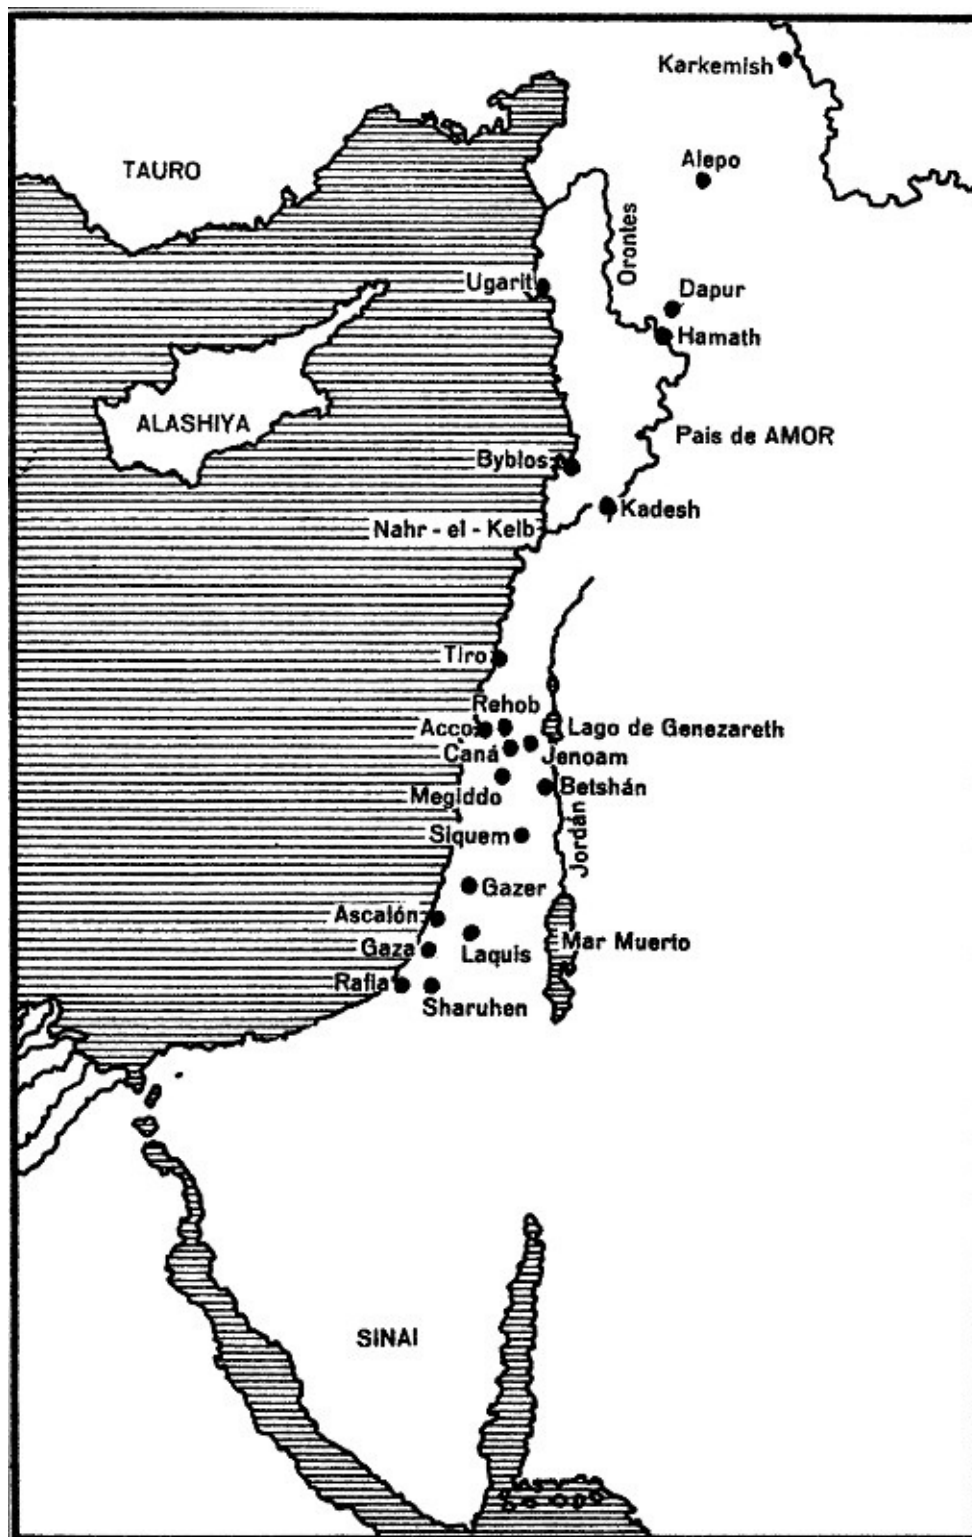 Karkemish
Alepo
TAURO
Orontes
Ugarit
Dapur
Hamath
ALASHIYA
Pais de AMOR
Byblos
Kadesh
Nahr - el - Kelb
Tiro
Rehob
Acco
Lago de Genezareth
Caná
Jenoam
Megiddo
Betshán
Siquem
Jordán
Gazer
Ascalón
Gaza
Laquis
Mar Muerto
Rafia
Sharuhen
SINAI